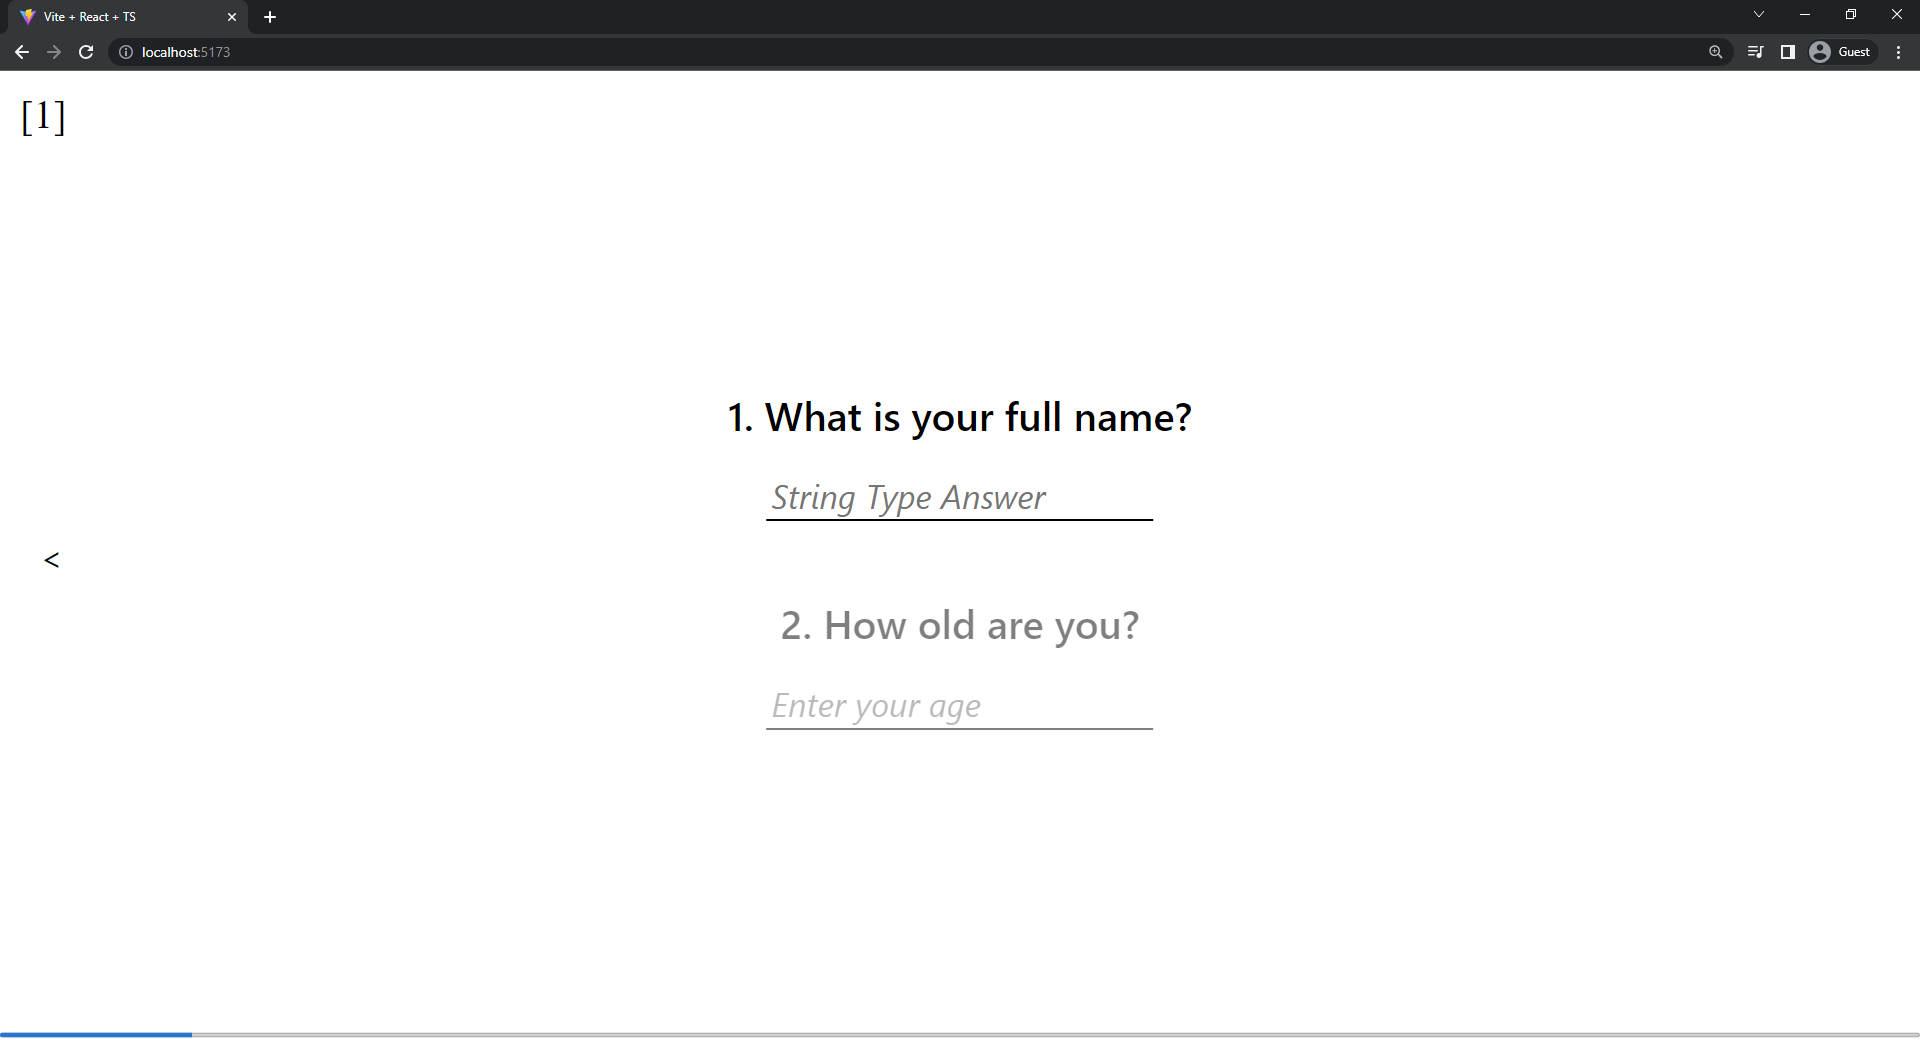 Vite + React + TS
localhost:5173
Guest
[1]
1. What is your full name?
String Type Answer
<
2. How old are you?
Enter your age